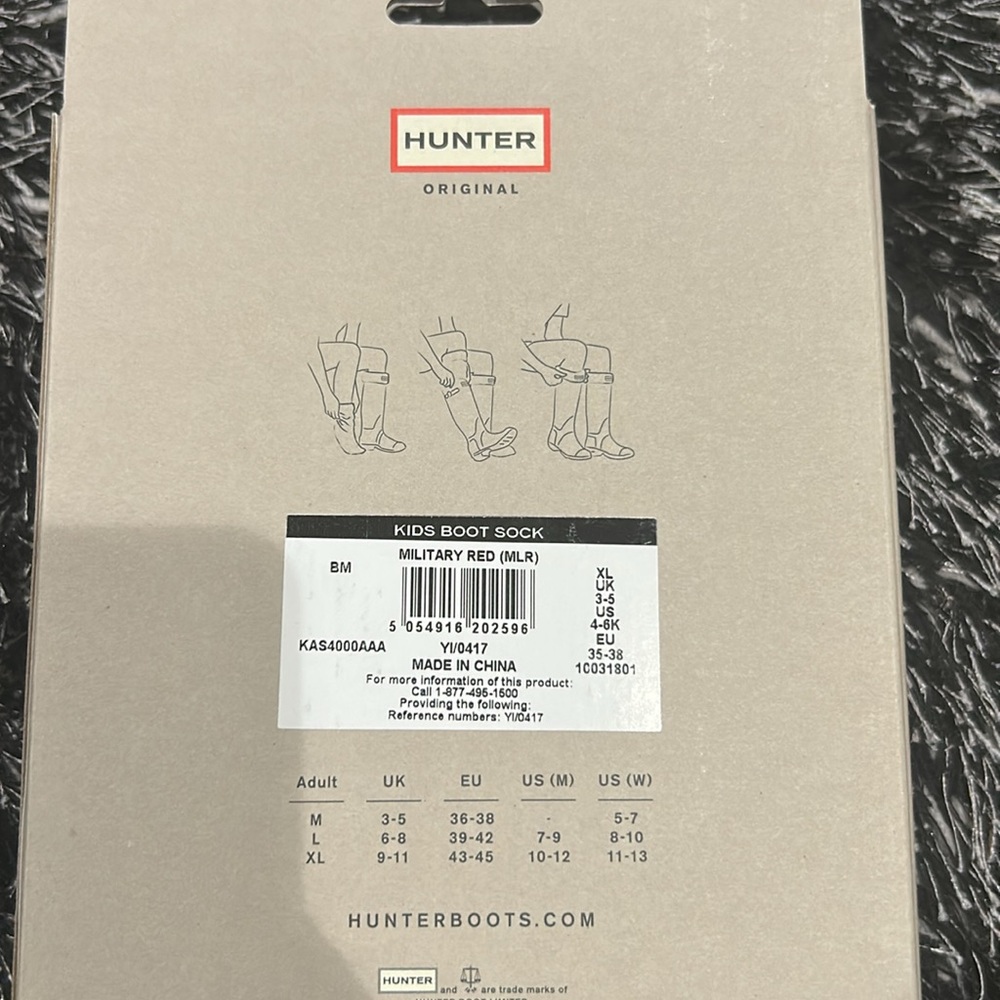 HUNTER
ORIGINAL
KIDS BOOT SOCK
MILITARY RED (MLR)
BM
XL
UK
3-5
US
4-6K
EU
35-38
10031801
5 054916 202596
KAS4000AAA
YI/0417
MADE IN CHINA
For more information of this product:
Call 1-877-495-1500
Providing the following:
Reference numbers: YI/0417
Adult UK EU US (M) US (W)
M 3-5 36-38 - 5-7
L 6-8 39-42 7-9 8-10
XL 9-11 43-45 10-12 11-13
HUNTERBOOTS.COM
HUNTER and are trade marks of
HUNTER BOOT LIMITED